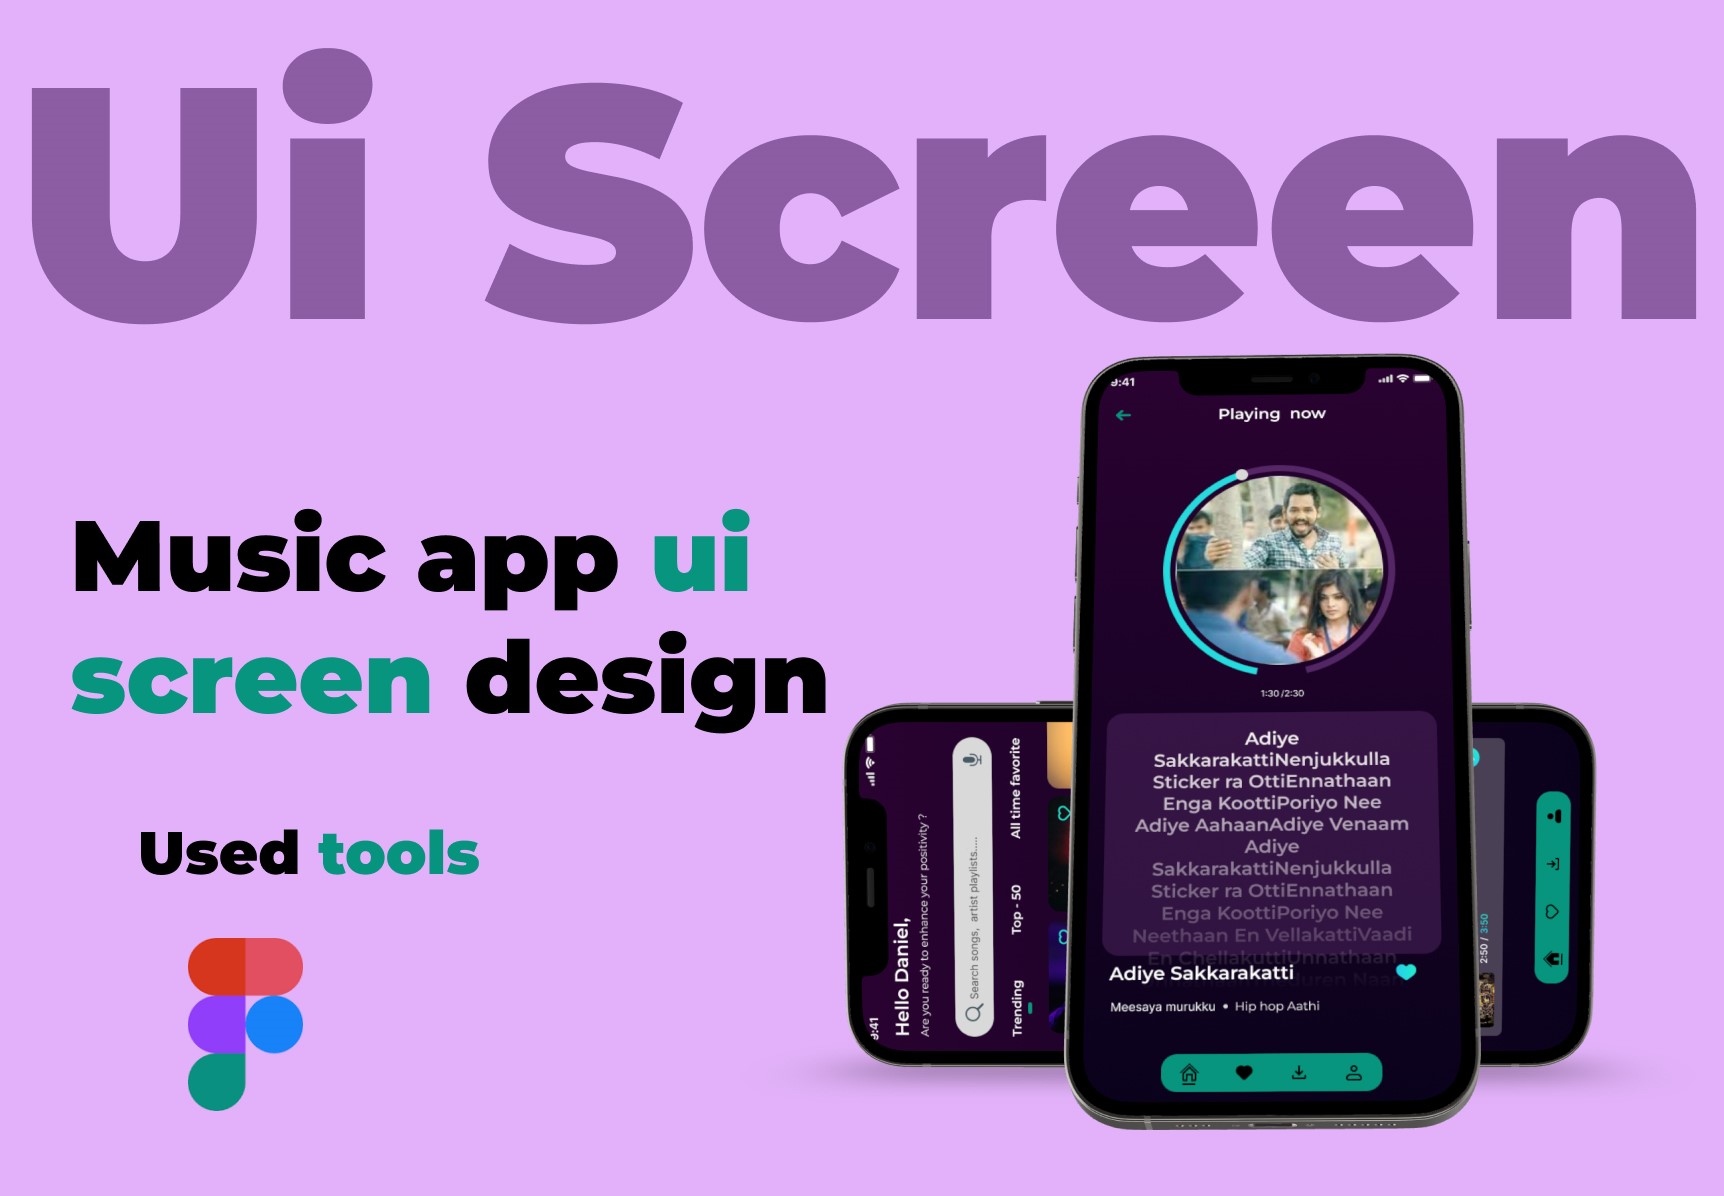 Ui Screen
Music app ui
screen design
Used tools
9:41
Playing now
1:30 /2:30
Adiye
SakkarakattiNenjukkulla
Sticker ra OttiEnnathaan
Enga KoottiPoriyo Nee
Adiye AahaanAdiye Venaam
Adiye
SakkarakattiNenjukkulla
Sticker ra OttiEnnathaan
Enga KoottiPoriyo Nee
Neethaan En VellakattiVaadi
En ChellakuttiUnnathaan
Adiye Sakkarakatti
Meesaya murukku • Hip hop Aathi
9:41
Hello Daniel,
Are you ready to enhance your positivity ?
Search songs, artist playlists.....
Trending Top - 50 All time favorite
2:50 / 3:50